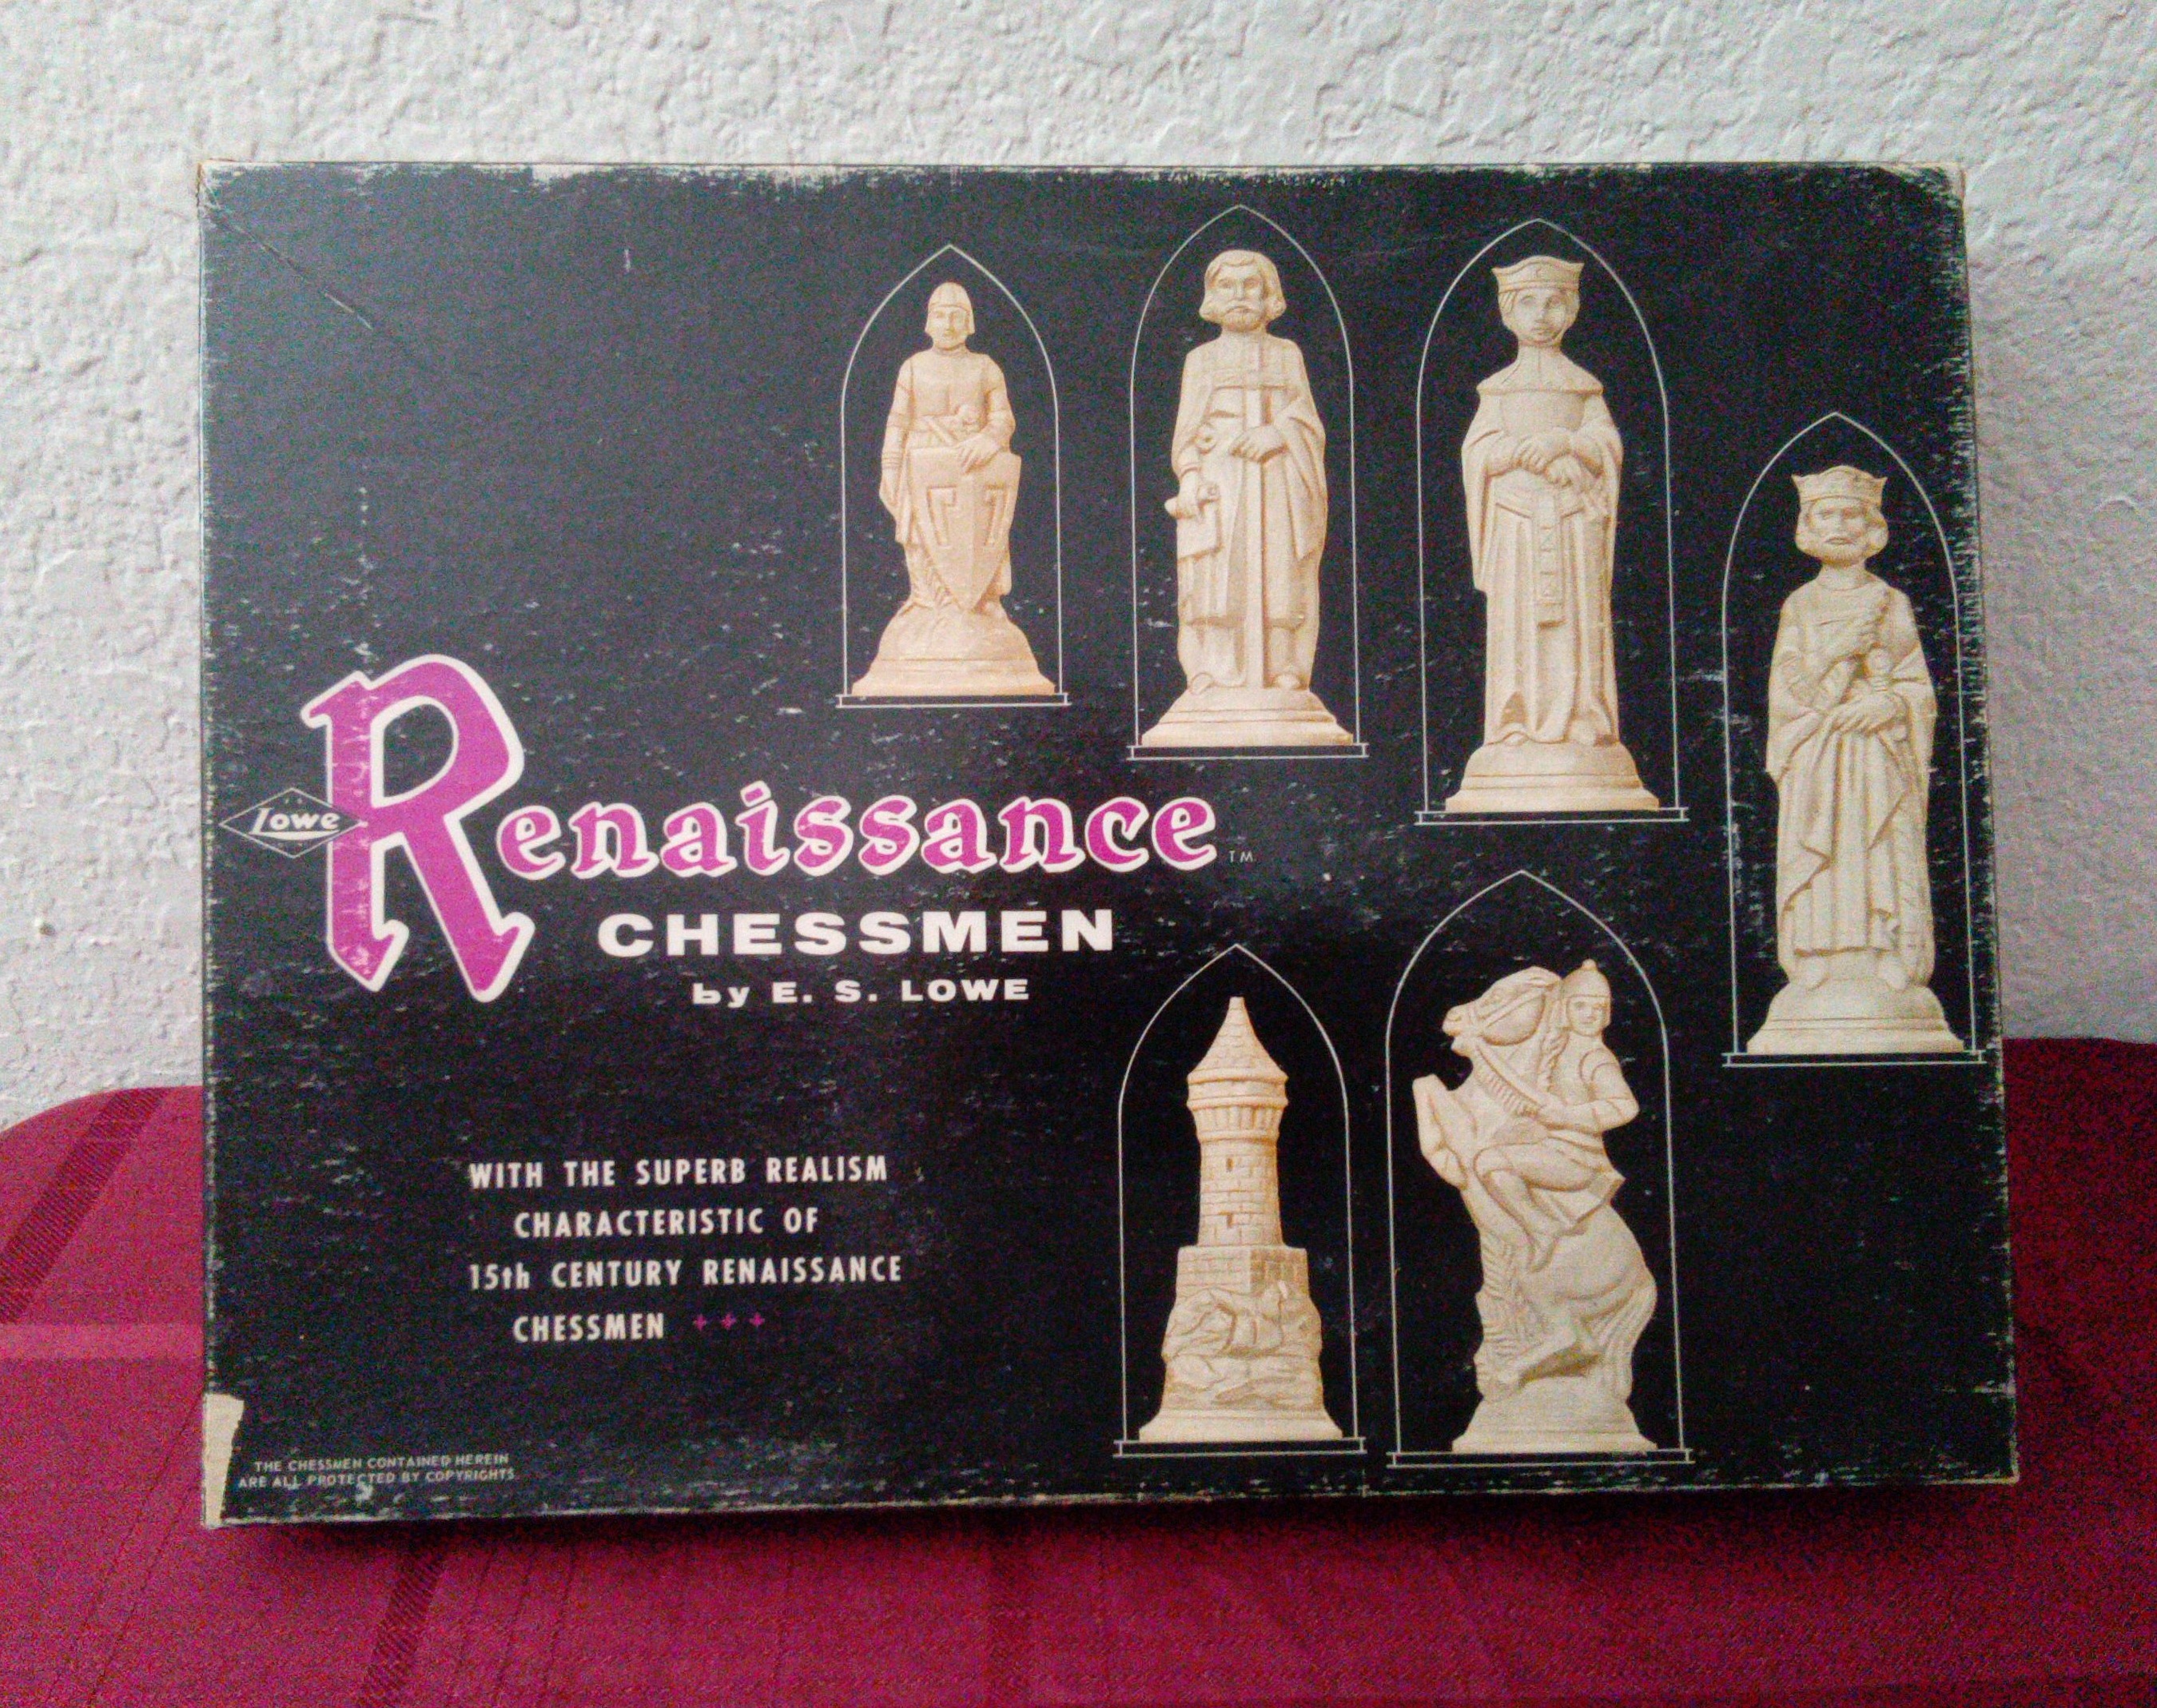 Lowe
Renaissance TM
CHESSMEN
by E. S. LOWE
WITH THE SUPERB REALISM
CHARACTERISTIC OF
15th CENTURY RENAISSANCE
CHESSMEN +++
THE CHESSMEN CONTAINED HEREIN
ARE ALL PROTECTED BY COPYRIGHTS